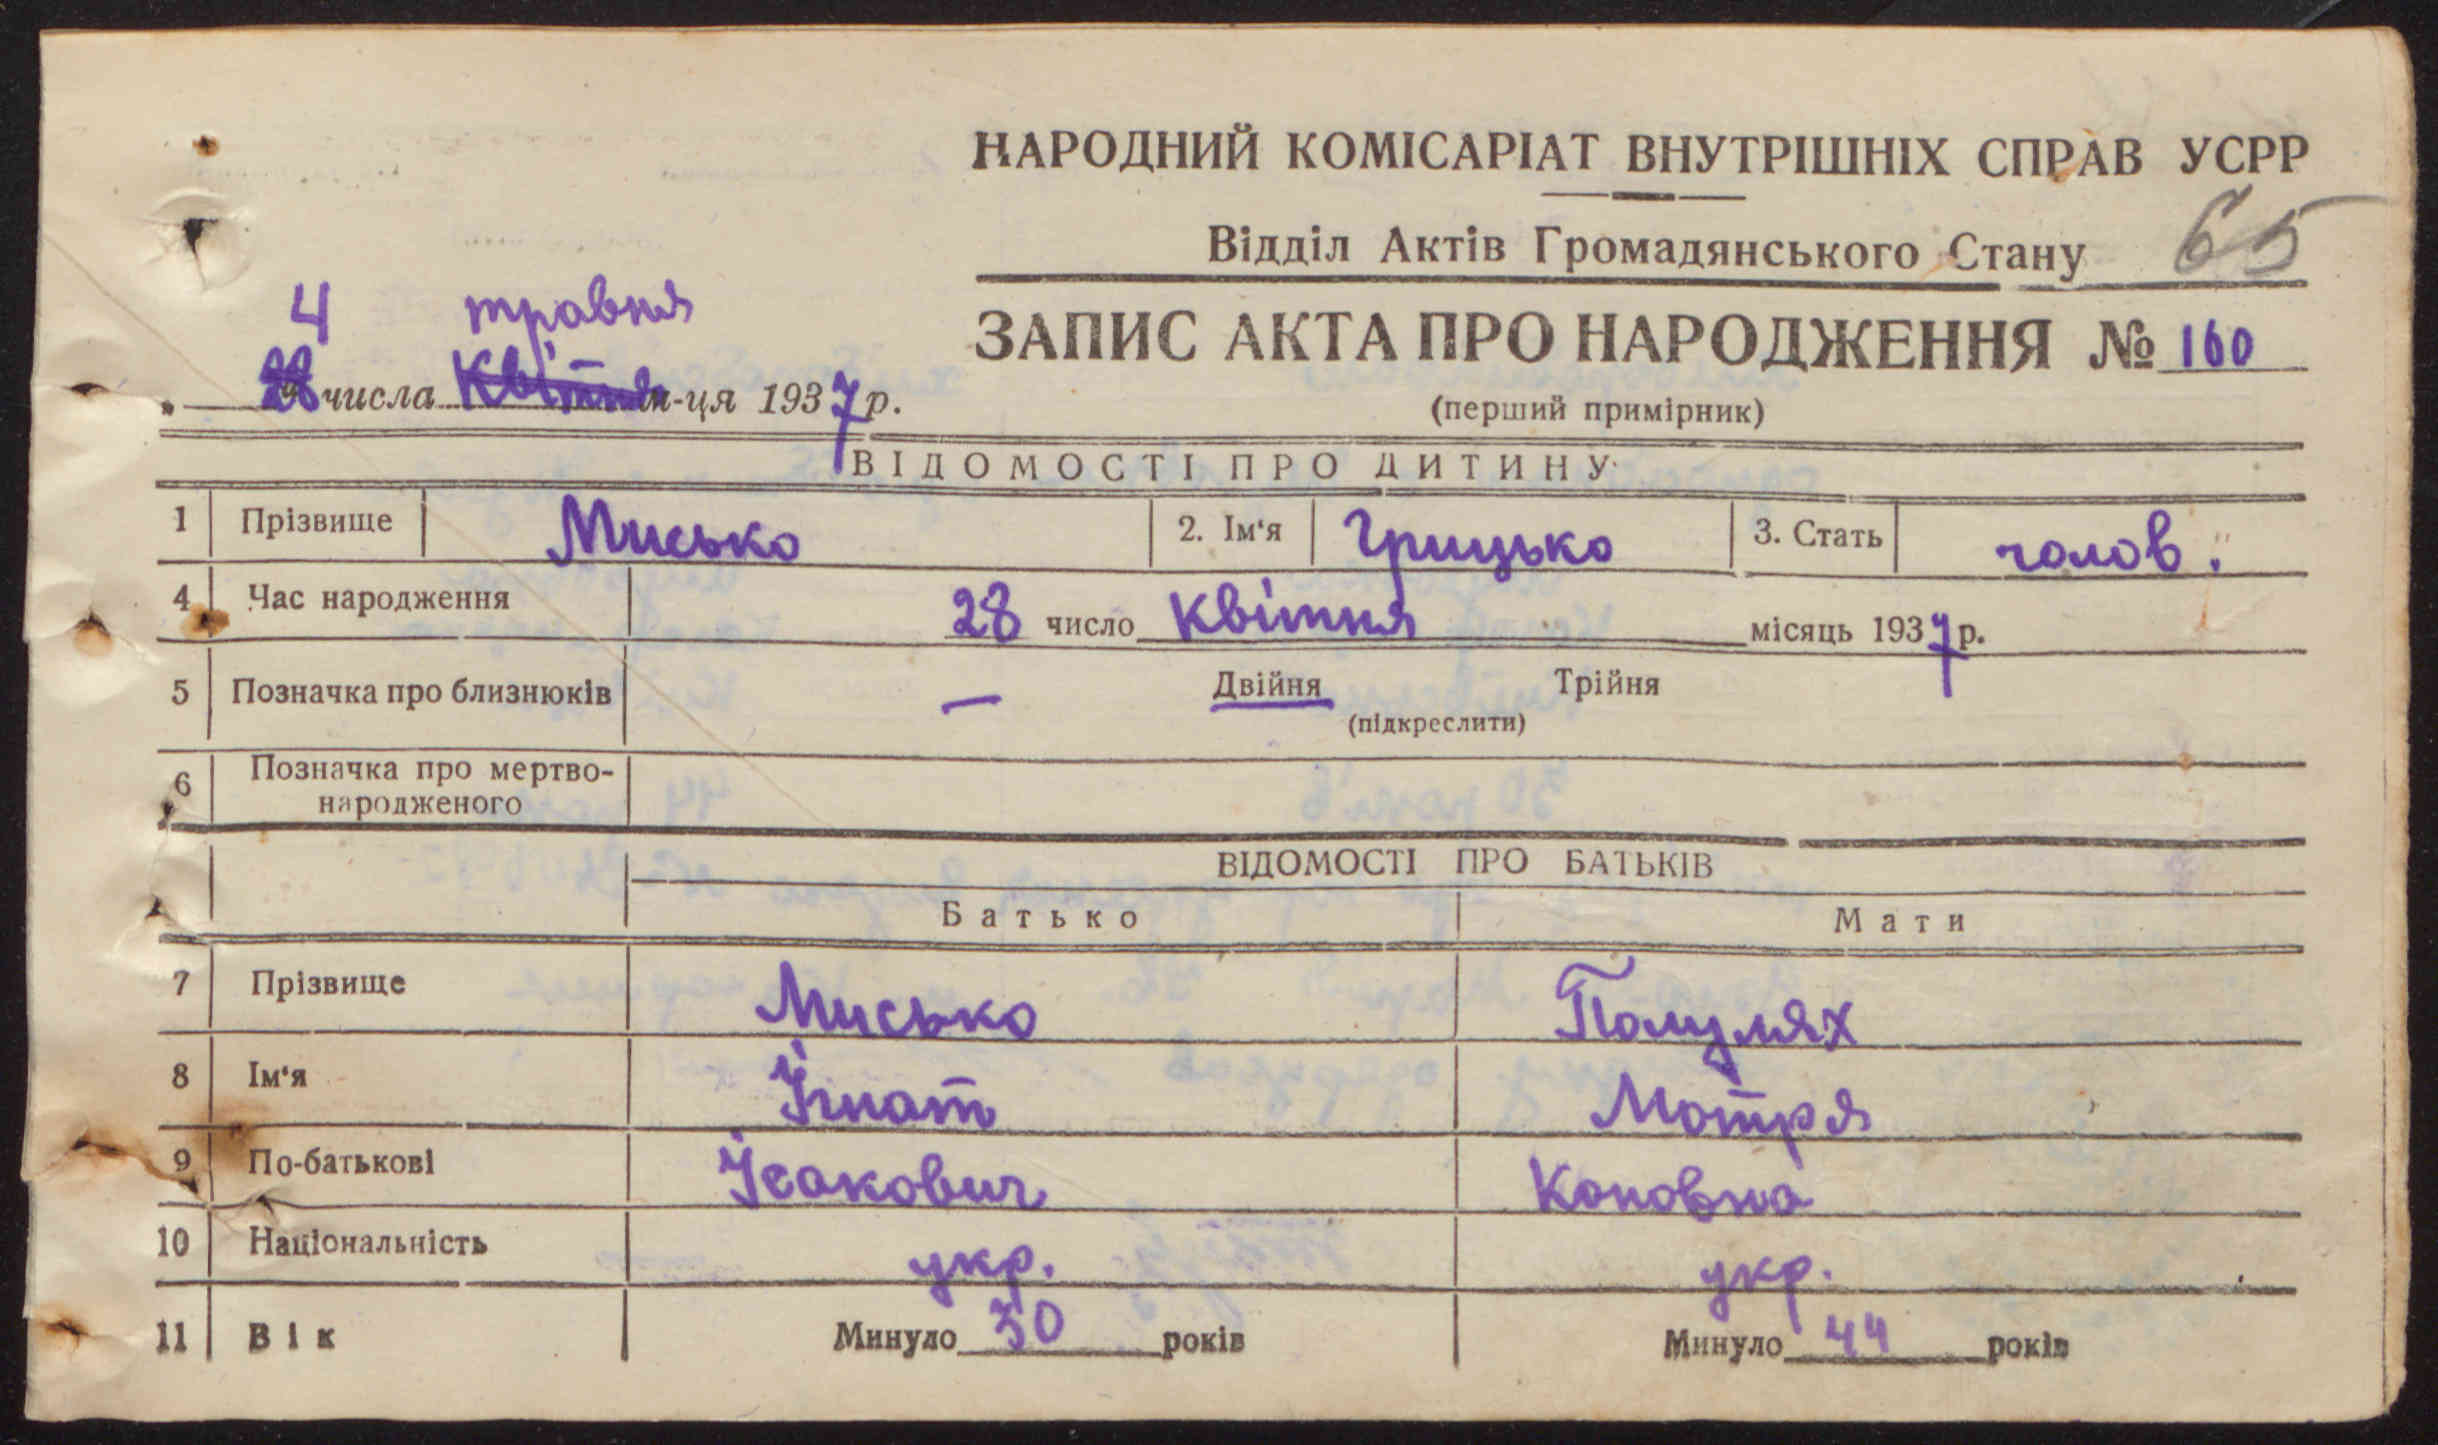 НАРОДНИЙ КОМІСАРІАТ ВНУТРІШНІХ СПРАВ УСРР
Відділ Актів Громадянського Стану 65
4 травня
ЗАПИС АКТА ПРО НАРОДЖЕННЯ № 160
28 числа Квітня м-ця 1937 р.
(перший примірник)
ВІДОМОСТІ ПРО ДИТИНУ
1 Прізвище Мисько 2. Ім'я Грицько 3. Стать чолов.
4 Час народження 28 число Квітня місяць 1937 р.
5 Позначка про близнюків — Двійня Трійня
(підкреслити)
6 Позначка про мертво-
народженого
ВІДОМОСТІ ПРО БАТЬКІВ
Батько Мати
7 Прізвище Мисько
8 Ім'я Ігнат Мотря
9 По-батькові Ісакович
10 Національність укр. укр.
11 Вік Минуло 30 років Минуло 44 років